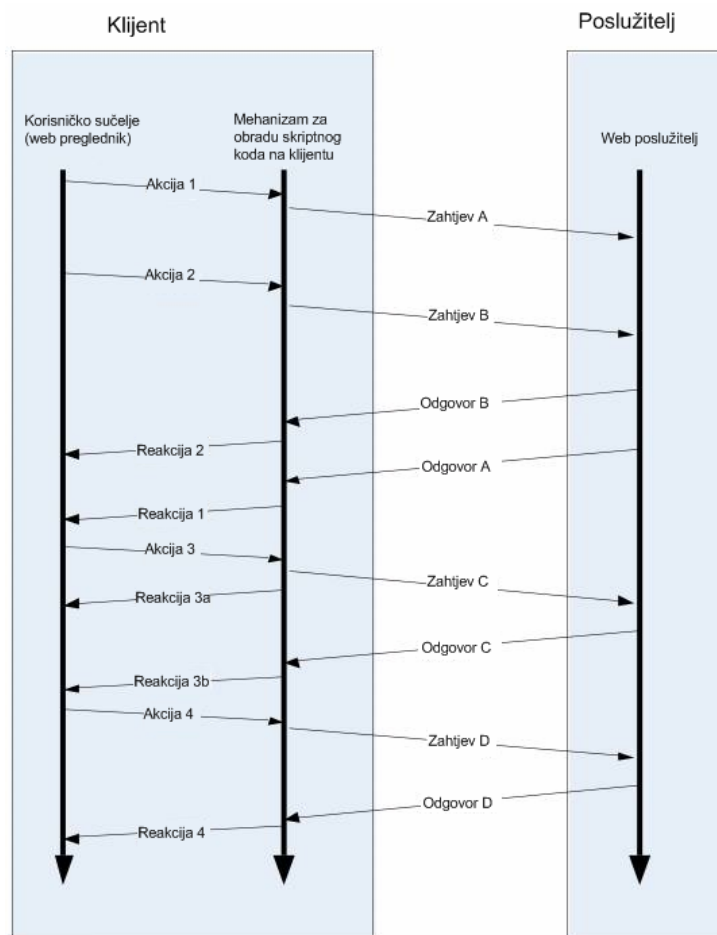 Klijent
Poslužitelj
Korisničko sučelje
(web preglednik)
Mehanizam za
obradu skriptnog
koda na klijentu
Web poslužitelj
Akcija 1
Zahtjev A
Akcija 2
Zahtjev B
Odgovor B
Reakcija 2
Odgovor A
Reakcija 1
Akcija 3
Zahtjev C
Reakcija 3a
Odgovor C
Reakcija 3b
Akcija 4
Zahtjev D
Odgovor D
Reakcija 4